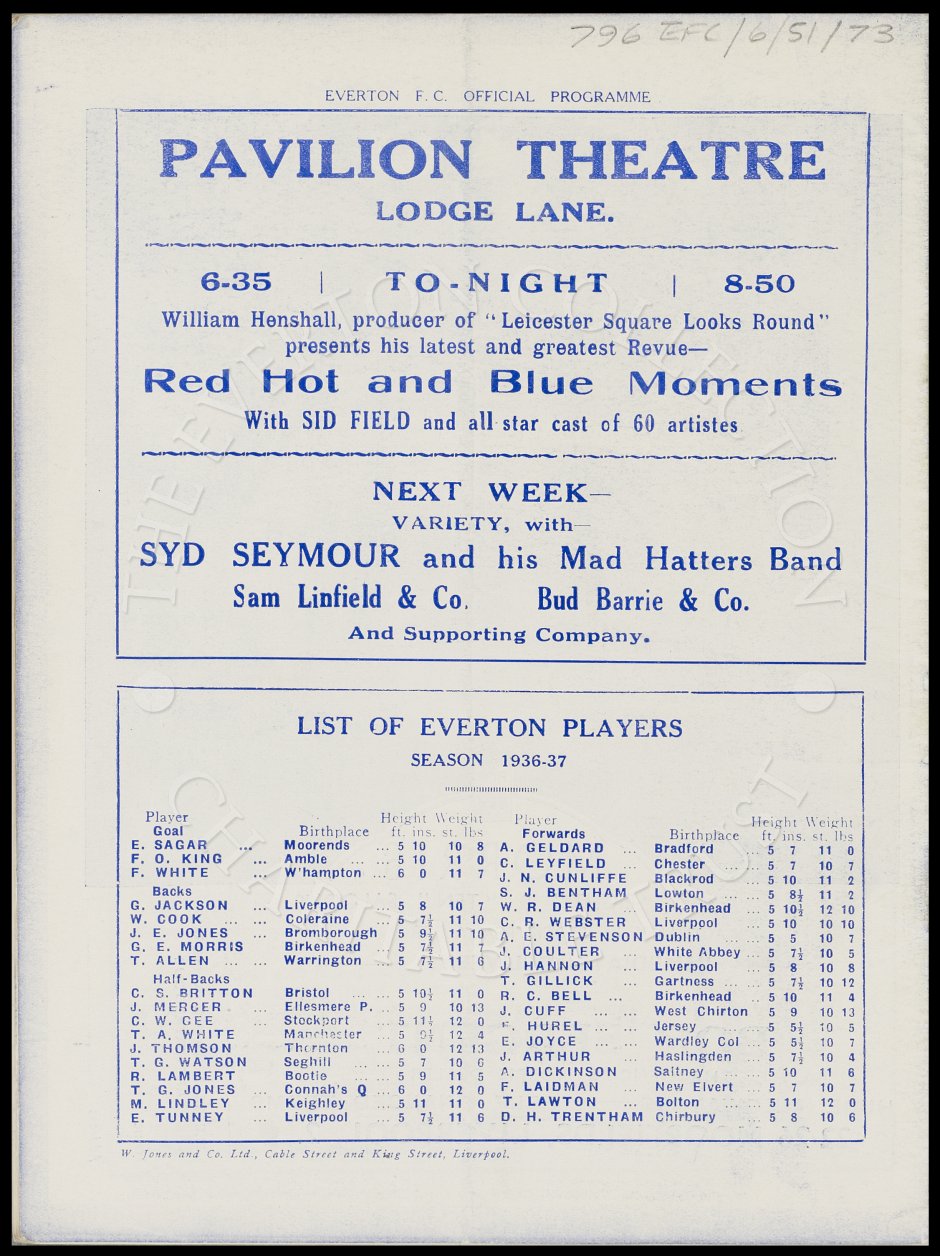 796 EFC/6/51/73
EVERTON F.C. OFFICIAL PROGRAMME
PAVILION THEATRE
LODGE LANE.
6-35 | TO-NIGHT | 8-50
William Henshall, producer of "Leicester Square Looks Round"
presents his latest and greatest Revue—
Red Hot and Blue Moments
With SID FIELD and all star cast of 60 artistes
NEXT WEEK—
VARIETY, with—
SYD SEYMOUR and his Mad Hatters Band
Sam Linfield & Co. Bud Barrie & Co.
And Supporting Company.
LIST OF EVERTON PLAYERS
SEASON 1936-37
Player Height Weight
Goal Birthplace ft. ins. st. lbs
E. SAGAR ... Moorends ... 5 10 10 8
F. O. KING ... Amble ... 5 10 11 0
F. WHITE ... W'hampton ... 6 0 11 7
Backs
G. JACKSON ... Liverpool ... 5 8 10 7
W. COOK ... ... Coleraine ... 5 7½ 11 10
J. E. JONES ... Bromborough 5 9½ 11 10
G. E. MORRIS Birkenhead ... 5 7½ 11 7
T. ALLEN ... ... Warrington ... 5 7½ 11 6
Half-Backs
C. S. BRITTON Bristol ... ... 5 10½ 11 0
J. MERCER ... Ellesmere P. ... 5 9 10 13
C. W. GEE ... Stockport ... 5 11½ 12 0
T. A. WHITE Manchester ... 5 9½ 12 4
J. THOMSON Thornton ... 6 0 12 13
T. G. WATSON Seghill ... ... 5 7 10 6
R. LAMBERT Bootle ... ... 5 9 11 5
T. G. JONES ... Connah's Q ... 6 0 12 0
M. LINDLEY ... Keighley ... 5 11 11 0
E. TUNNEY ... Liverpool ... 5 7½ 11 6
Player Height Weight
Forwards Birthplace ft. ins. st. lbs
A. GELDARD ... Bradford ... 5 7 11 0
C. LEYFIELD ... Chester ... ... 5 7 10 7
J. N. CUNLIFFE Blackrod ... 5 10 11 2
S. J. BENTHAM Lowton ... ... 5 8½ 11 2
W. R. DEAN ... Birkenhead ... 5 10½ 12 10
C. R. WEBSTER Liverpool ... 5 10 10 10
A. E. STEVENSON Dublin ... ... 5 5 10 7
J. COULTER ... White Abbey ... 5 7½ 10 5
J. HANNON ... Liverpool ... 5 8 10 8
T. GILLICK ... Gartness ... ... 5 7½ 10 12
R. C. BELL ... Birkenhead .. 5 10 11 4
J. CUFF ... ... West Chirton 5 9 10 13
F. HUREL ... ... Jersey ... ... 5 5½ 10 5
E. JOYCE ... ... Wardley Col ... 5 5½ 10 7
J. ARTHUR ... Haslingden ... 5 7½ 10 4
A. DICKINSON Saltney ... ... 5 10 11 6
F. LAIDMAN ... New Elvert ... 5 7 10 7
T. LAWTON ... Bolton ... ... 5 11 12 0
D. H. TRENTHAM Chirbury ... 5 8 10 6
W. Jones and Co. Ltd., Cable Street and King Street, Liverpool.
THE EVERTON COLLECTION
CHARITABLE TRUST